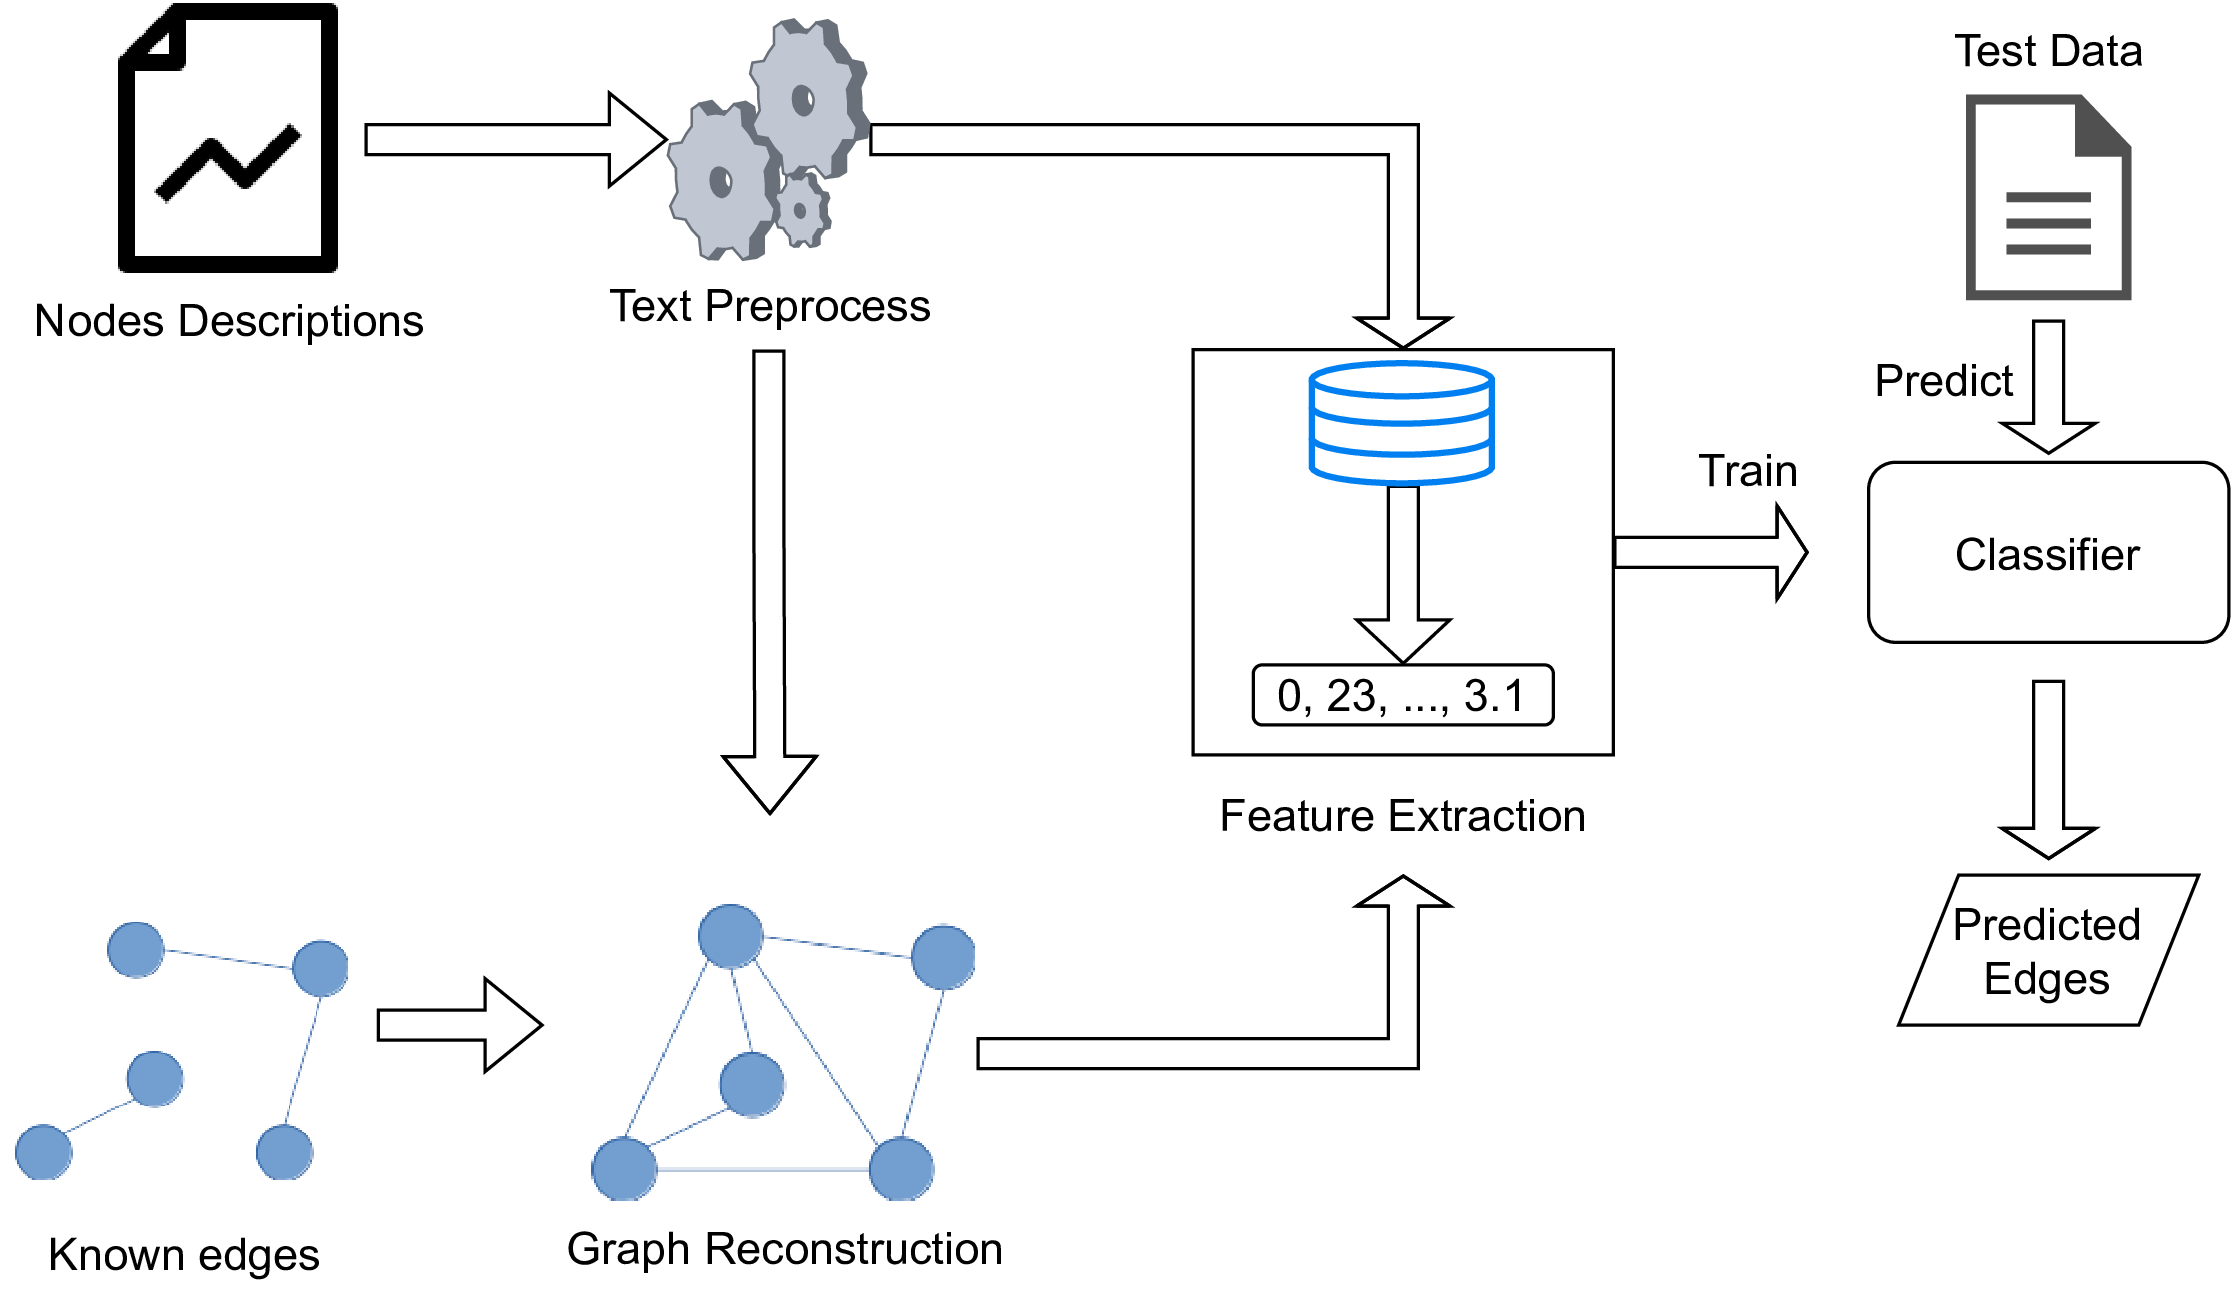 Nodes Descriptions
Text Preprocess
Test Data
Predict
Train
Classifier
0, 23, ..., 3.1
Feature Extraction
Predicted
Edges
Known edges
Graph Reconstruction